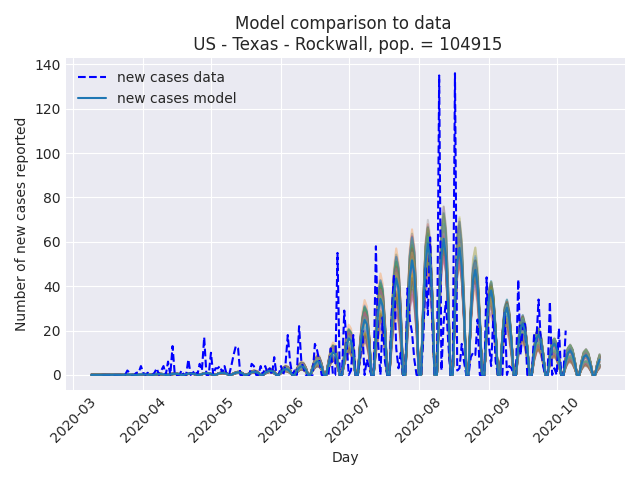 Model comparison to data
US - Texas - Rockwall, pop. = 104915
new cases data
new cases model
Number of new cases reported
140
120
100
80
60
40
20
0
2020-03
2020-04
2020-05
2020-06
2020-07
2020-08
2020-09
2020-10
Day